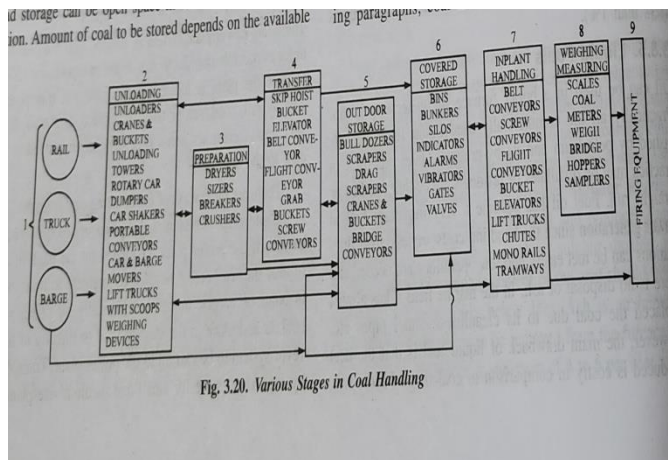 storage can be open
ion. Amount of coal to be stored depends on the available
ing paragraphs,
1
RAIL
TRUCK
BARGE
2
UNLOADING
UNLOADERS
CRANES &
BUCKETS
UNLOADING
TOWERS
ROTARY CAR
DUMPERS
CAR SHAKERS
PORTABLE
CONVEYORS
CAR & BARGE
MOVERS
LIFT TRUCKS
WITH SCOOPS
WEIGHING
DEVICES
3
PREPARATION
DRYERS
SIZERS
BREAKERS
CRUSHERS
4
TRANSFER
SKIP HOIST
BUCKET
ELEVATOR
BELT CONVE-
YOR
FLIGHT CONV-
EYOR
GRAB
BUCKETS
SCREW
CONVEYORS
5
OUT DOOR
STORAGE
BULL DOZERS
SCRAPERS
DRAG
SCRAPERS
CRANES &
BUCKETS
BRIDGE
CONVEYORS
6
COVERED
STORAGE
BINS
BUNKERS
SILOS
INDICATORS
ALARMS
VIBRATORS
GATES
VALVES
7
INPLANT
HANDLING
BELT
CONVEYORS
SCREW
CONVEYORS
FLIGHT
CONVEYORS
BUCKET
ELEVATORS
LIFT TRUCKS
CHUTES
MONO RAILS
TRAMWAYS
8
WEIGHING
MEASURING
SCALES
COAL
METERS
WEIGH
BRIDGE
HOPPERS
SAMPLERS
9
FIRING EQUIPMENT
Fig. 3.20. Various Stages in Coal Handling